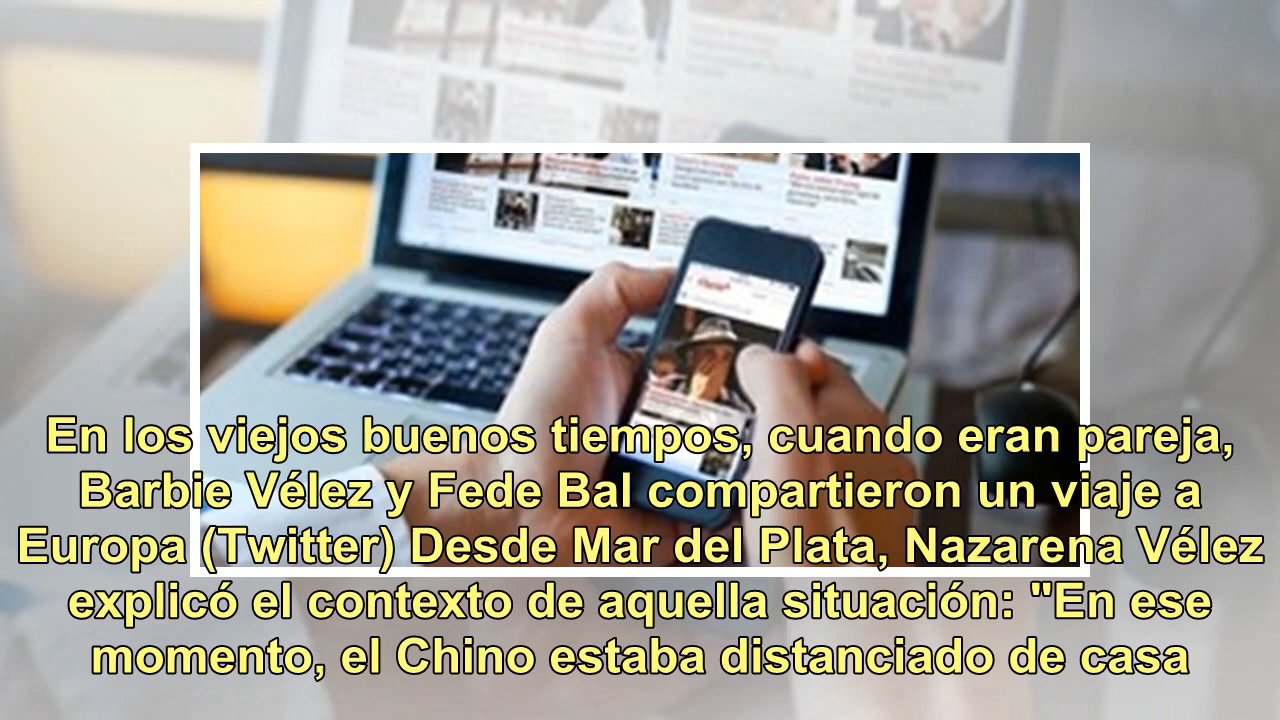 En los viejos buenos tiempos, cuando eran pareja,
Barbie Vélez y Fede Bal compartieron un viaje a
Europa (Twitter) Desde Mar del Plata, Nazarena Vélez
explicó el contexto de aquella situación: "En ese
momento, el Chino estaba distanciado de casa